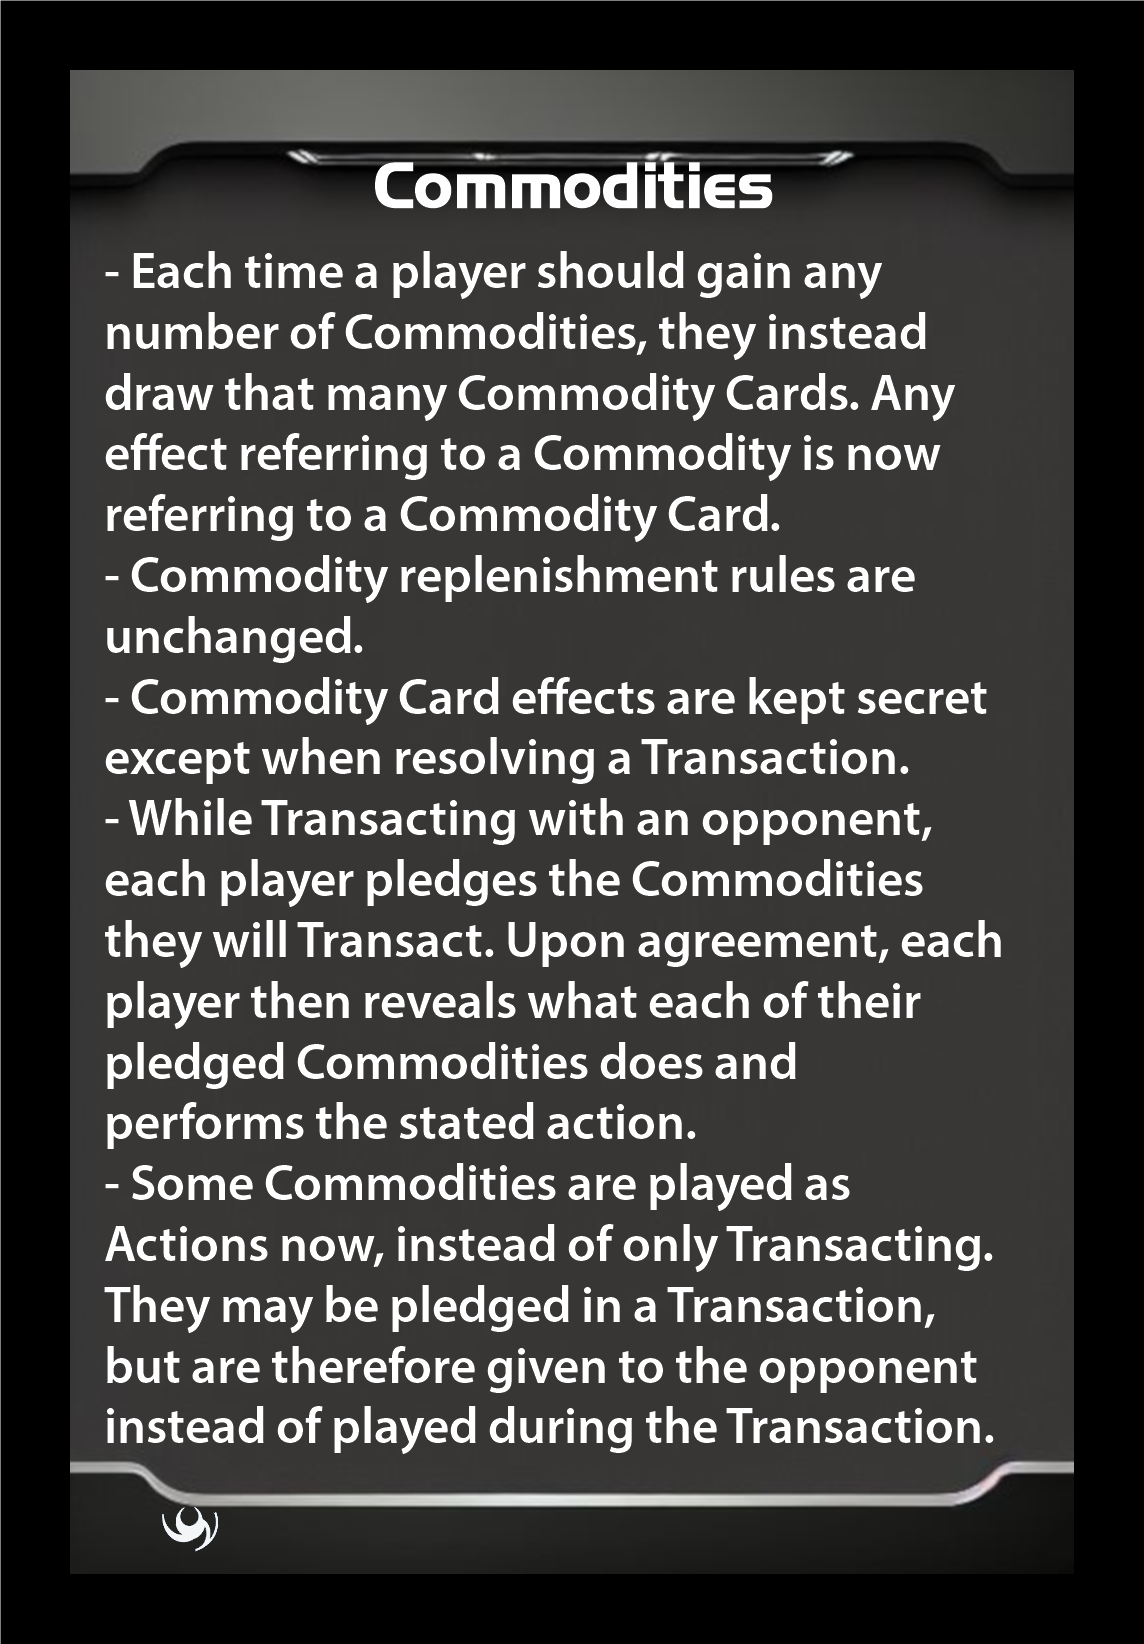 Commodities
- Each time a player should gain any
number of Commodities, they instead
draw that many Commodity Cards. Any
effect referring to a Commodity is now
referring to a Commodity Card.
- Commodity replenishment rules are
unchanged.
- Commodity Card effects are kept secret
except when resolving a Transaction.
- While Transacting with an opponent,
each player pledges the Commodities
they will Transact. Upon agreement, each
player then reveals what each of their
pledged Commodities does and
performs the stated action.
- Some Commodities are played as
Actions now, instead of only Transacting.
They may be pledged in a Transaction,
but are therefore given to the opponent
instead of played during the Transaction.